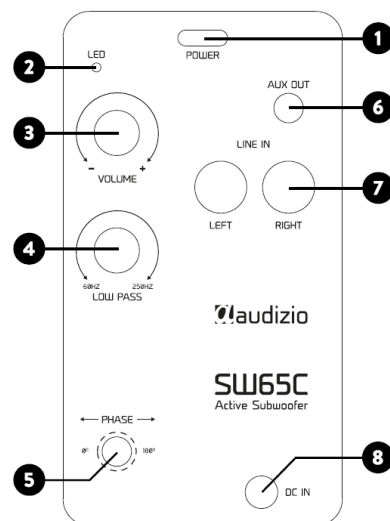 1
POWER
LED
2
AUX OUT
6
3
LINE IN
- +
VOLUME
7
LEFT RIGHT
4
60HZ 250HZ
LOW PASS
audizio
SW65C
Active Subwoofer
← PHASE →
0° 180°
5
8
DC IN